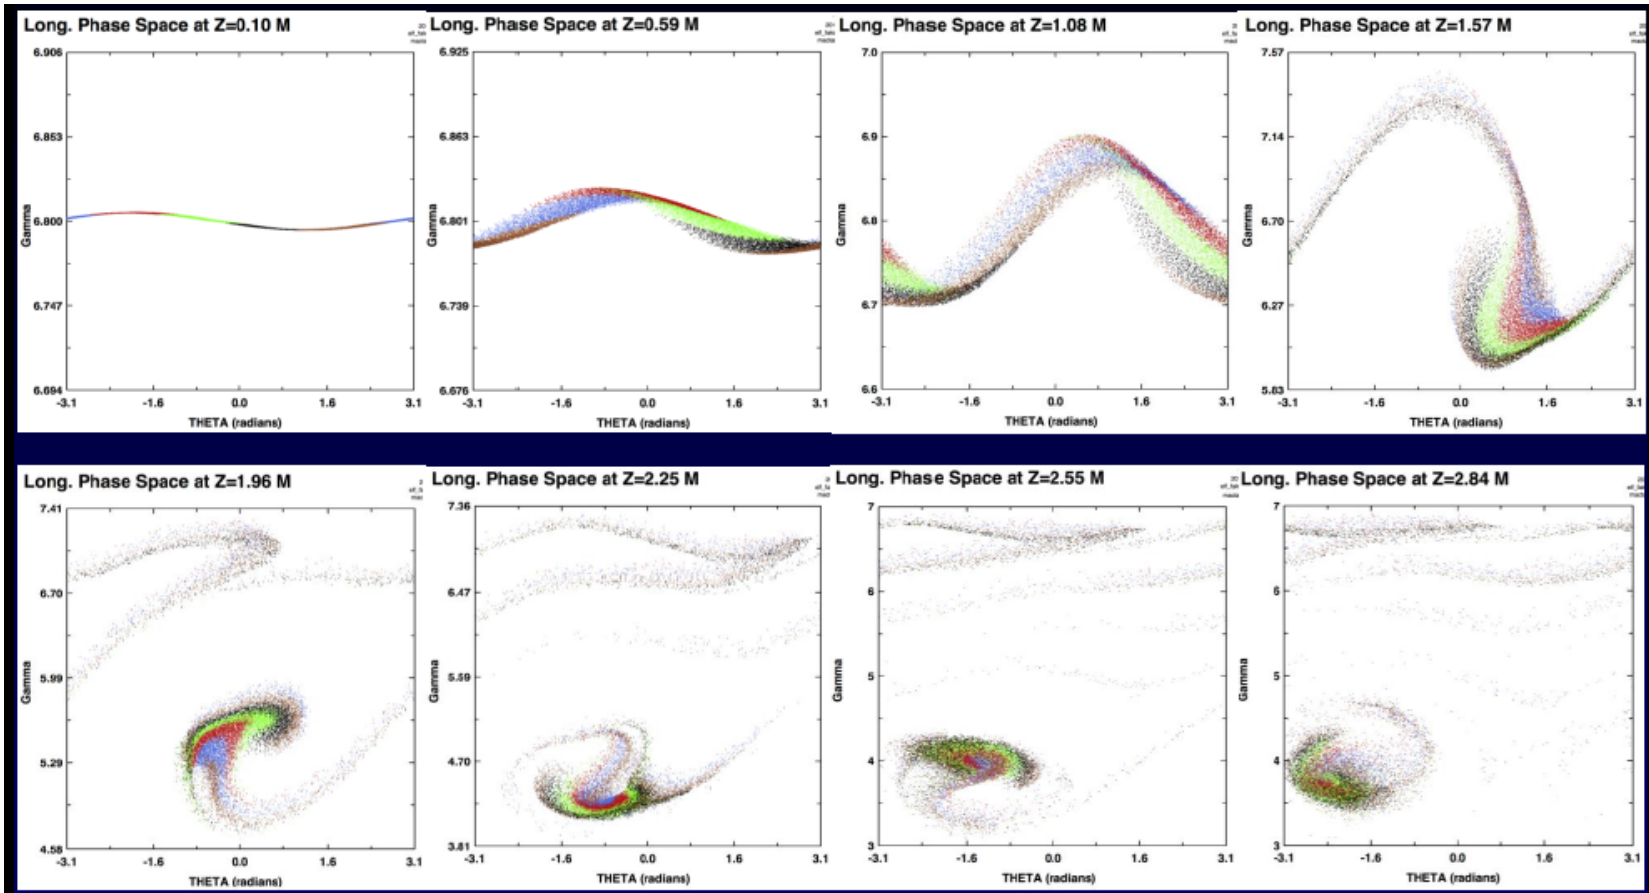 Long. Phase Space at Z=0.10 M
6.906
6.853
6.800
6.747
6.694
Gamma
-3.1 -1.6 0.0 1.6 3.1
THETA (radians)
Long. Phase Space at Z=0.59 M
6.925
6.863
6.801
6.739
6.676
Gamma
-3.1 -1.6 0.0 1.6 3.1
THETA (radians)
Long. Phase Space at Z=1.08 M
7.0
6.9
6.8
6.7
6.6
Gamma
-3.1 -1.6 0.0 1.6 3.1
THETA (radians)
Long. Phase Space at Z=1.57 M
7.57
7.14
6.70
6.27
5.83
Gamma
-3.1 -1.6 0.0 1.6 3.1
THETA (radians)
Long. Phase Space at Z=1.96 M
7.41
6.70
5.99
5.29
4.58
Gamma
-3.1 -1.6 0.0 1.6 3.1
THETA (radians)
Long. Phase Space at Z=2.25 M
7.36
6.47
5.59
4.70
3.81
Gamma
-3.1 -1.6 0.0 1.6 3.1
THETA (radians)
Long. Phase Space at Z=2.55 M
7
6
5
4
3
Gamma
-3.1 -1.6 0.0 1.6 3.1
THETA (radians)
Long. Phase Space at Z=2.84 M
7
6
5
4
3
Gamma
-3.1 -1.6 0.0 1.6 3.1
THETA (radians)